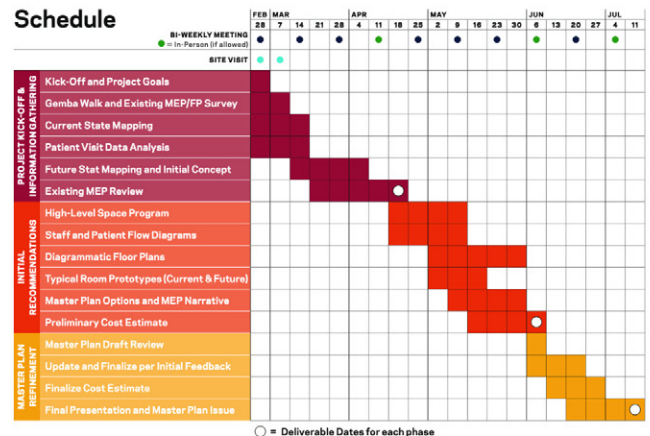 Schedule
FEB MAR APR MAY JUN JUL
28 7 14 21 28 4 11 18 25 2 9 16 23 30 6 13 20 27 4 11
BI-WEEKLY MEETING
= In-Person (if allowed)
SITE VISIT
PROJECT KICK-OFF &
INFORMATION GATHERING
Kick-Off and Project Goals
Gemba Walk and Existing MEP/FP Survey
Current State Mapping
Patient Visit Data Analysis
Future Stat Mapping and Initial Concept
Existing MEP Review
INITIAL
RECOMMENDATIONS
High-Level Space Program
Staff and Patient Flow Diagrams
Diagrammatic Floor Plans
Typical Room Prototypes (Current & Future)
Master Plan Options and MEP Narrative
Preliminary Cost Estimate
MASTER PLAN
REFINEMENT
Master Plan Draft Review
Update and Finalize per Initial Feedback
Finalize Cost Estimate
Final Presentation and Master Plan issue
= Deliverable Dates for each phase